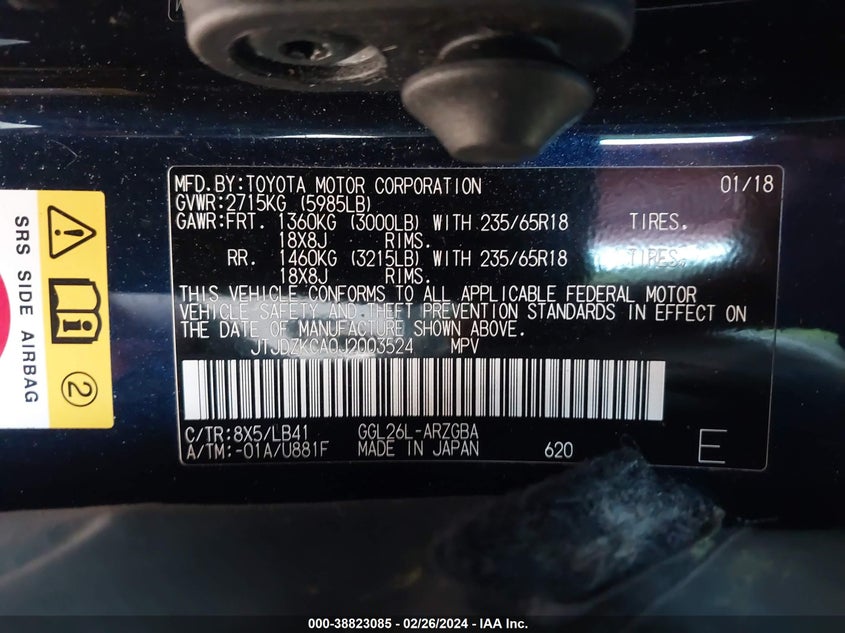 MFD.BY:TOYOTA MOTOR CORPORATION 01/18
GVWR:2715KG (5985LB)
GAWR:FRT. 1360KG (3000LB) WITH 235/65R18 TIRES.
18X8J RIMS.
RR. 1460KG (3215LB) WITH 235/65R18 TIRES.
18X8J RIMS.
THIS VEHICLE CONFORMS TO ALL APPLICABLE FEDERAL MOTOR
VEHICLE SAFETY AND THEFT PREVENTION STANDARDS IN EFFECT ON
THE DATE OF MANUFACTURE SHOWN ABOVE.
JTJDZKCA0J2003524 MPV
C/TR:8X5/LB41 GGL26L-ARZGBA
A/TM:-01A/U881F MADE IN JAPAN 620 E
SRS SIDE AIRBAG
2
000-38823085 - 02/26/2024 - IAA Inc.